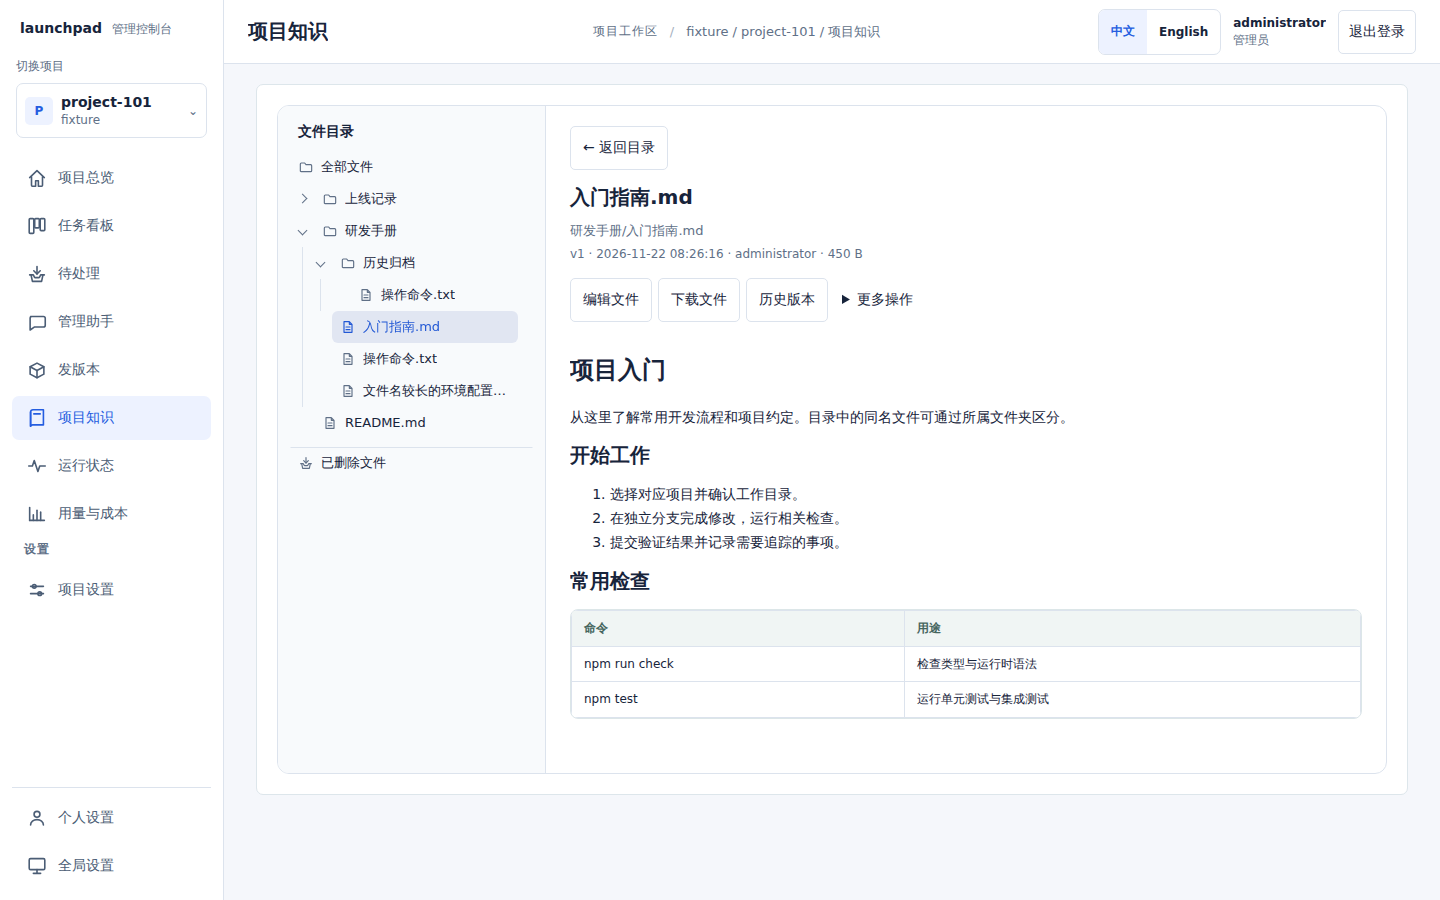 launchpad 管理控制台
切换项目
P project-101
fixture
项目总览
任务看板
待处理
管理助手
发版本
项目知识
运行状态
用量与成本
设置
项目设置
个人设置
全局设置
项目知识
项目工作区 / fixture / project-101 / 项目知识
中文 English
administrator
管理员
退出登录
文件目录
全部文件
上线记录
研发手册
历史归档
操作命令.txt
入门指南.md
操作命令.txt
文件名较长的环境配置…
README.md
已删除文件
← 返回目录
入门指南.md
研发手册/入门指南.md
v1 · 2026-11-22 08:26:16 · administrator · 450 B
编辑文件 下载文件 历史版本 ▶ 更多操作
项目入门
从这里了解常用开发流程和项目约定。目录中的同名文件可通过所属文件夹区分。
开始工作
1. 选择对应项目并确认工作目录。
2. 在独立分支完成修改，运行相关检查。
3. 提交验证结果并记录需要追踪的事项。
常用检查
命令 用途
npm run check 检查类型与运行时语法
npm test 运行单元测试与集成测试